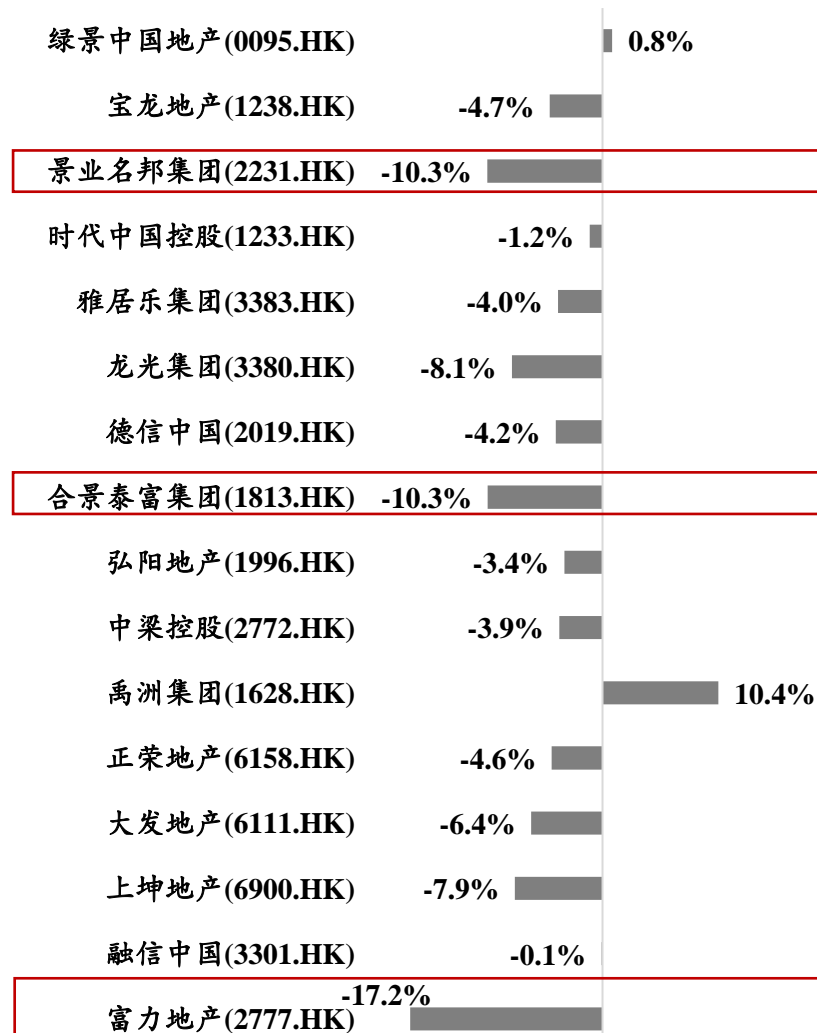 绿景中国地产(0095.HK) 0.8%
宝龙地产(1238.HK) -4.7%
景业名邦集团(2231.HK) -10.3%
时代中国控股(1233.HK) -1.2%
雅居乐集团(3383.HK) -4.0%
龙光集团(3380.HK) -8.1%
德信中国(2019.HK) -4.2%
合景泰富集团(1813.HK) -10.3%
弘阳地产(1996.HK) -3.4%
中梁控股(2772.HK) -3.9%
禹洲集团(1628.HK) 10.4%
正荣地产(6158.HK) -4.6%
大发地产(6111.HK) -6.4%
上坤地产(6900.HK) -7.9%
融信中国(3301.HK) -0.1%
富力地产(2777.HK) -17.2%